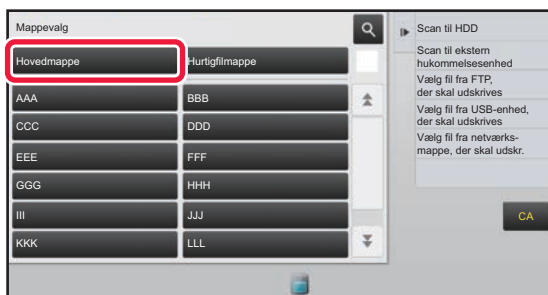 Mappevalg
Hovedmappe
Hurtigfilmappe
AAA
BBB
CCC
DDD
EEE
FFF
GGG
HHH
III
JJJ
KKK
LLL
Scan til HDD
Scan til ekstern
hukommelsesenhed
Vælg fil fra FTP,
der skal udskrives
Vælg fil fra USB-enhed,
der skal udskrives
Vælg fil fra netværks-
mappe, der skal udskr.
CA